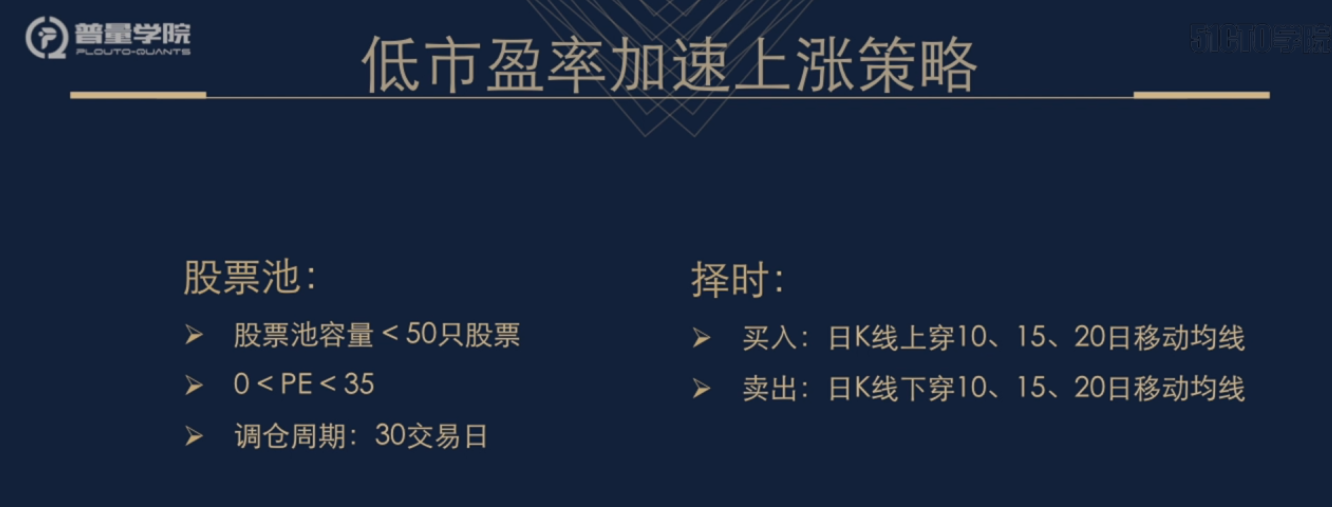 普量学院
PLOUTO-QUANTS
低市盈率加速上涨策略
股票池：
➢ 股票池容量 < 50只股票
➢ 0 < PE < 35
➢ 调仓周期：30交易日
择时：
➢ 买入：日K线上穿10、15、20日移动均线
➢ 卖出：日K线下穿10、15、20日移动均线